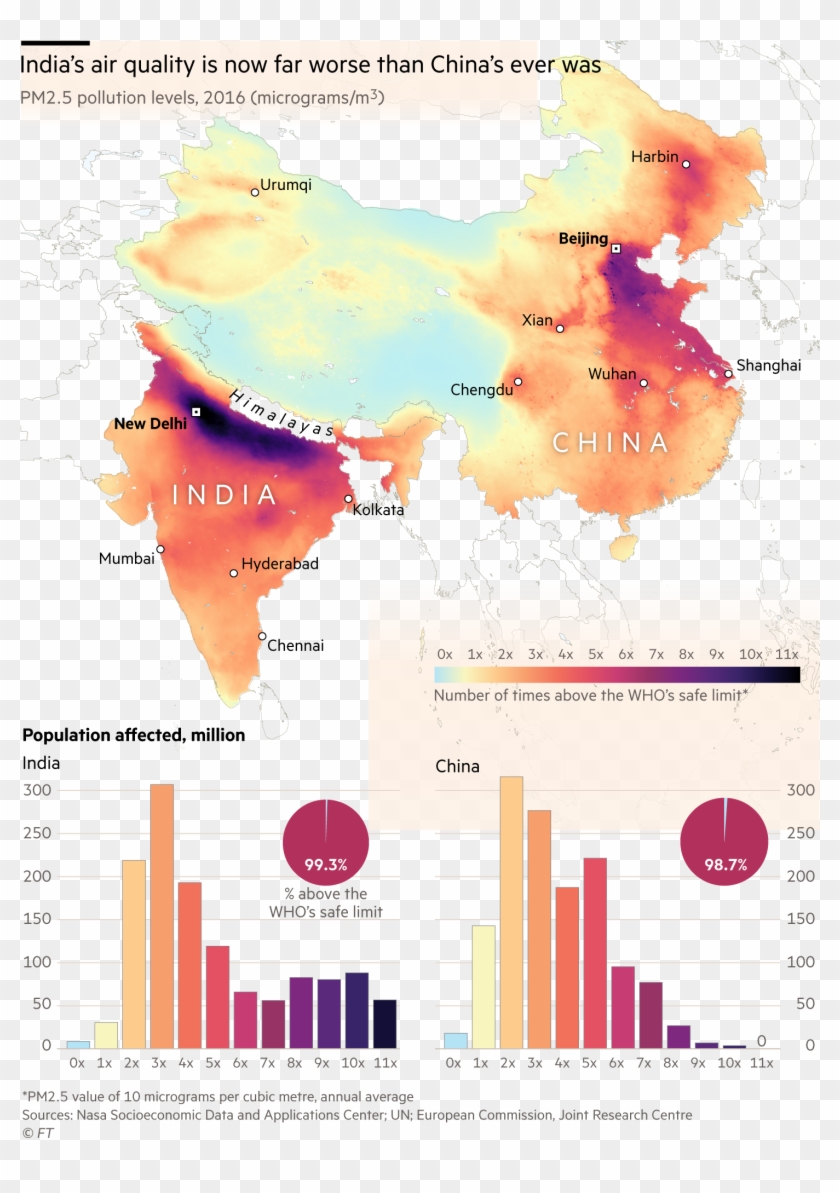 India's air quality is now far worse than China's ever was
PM2.5 pollution levels, 2016 (micrograms/m3)
Harbin
Urumqi
Beijing
Xian
Shanghai
Wuhan
Chengdu
Himalayas
New Delhi
CHINA
INDIA
Kolkata
Mumbai
Hyderabad
Chennai
0x 1x 2x 3x 4x 5x 6x 7x 8x 9x 10x 11x
Number of times above the WHO's safe limit*
Population affected, million
India
300
250
200
150
100
50
0
99.3%
% above the
WHO's safe limit
0x 1x 2x 3x 4x 5x 6x 7x 8x 9x 10x 11x
China
300
250
200
150
100
50
0
98.7%
0
0x 1x 2x 3x 4x 5x 6x 7x 8x 9x 10x 11x
*PM2.5 value of 10 micrograms per cubic metre, annual average
Sources: Nasa Socioeconomic Data and Applications Center; UN; European Commission, Joint Research Centre
© FT